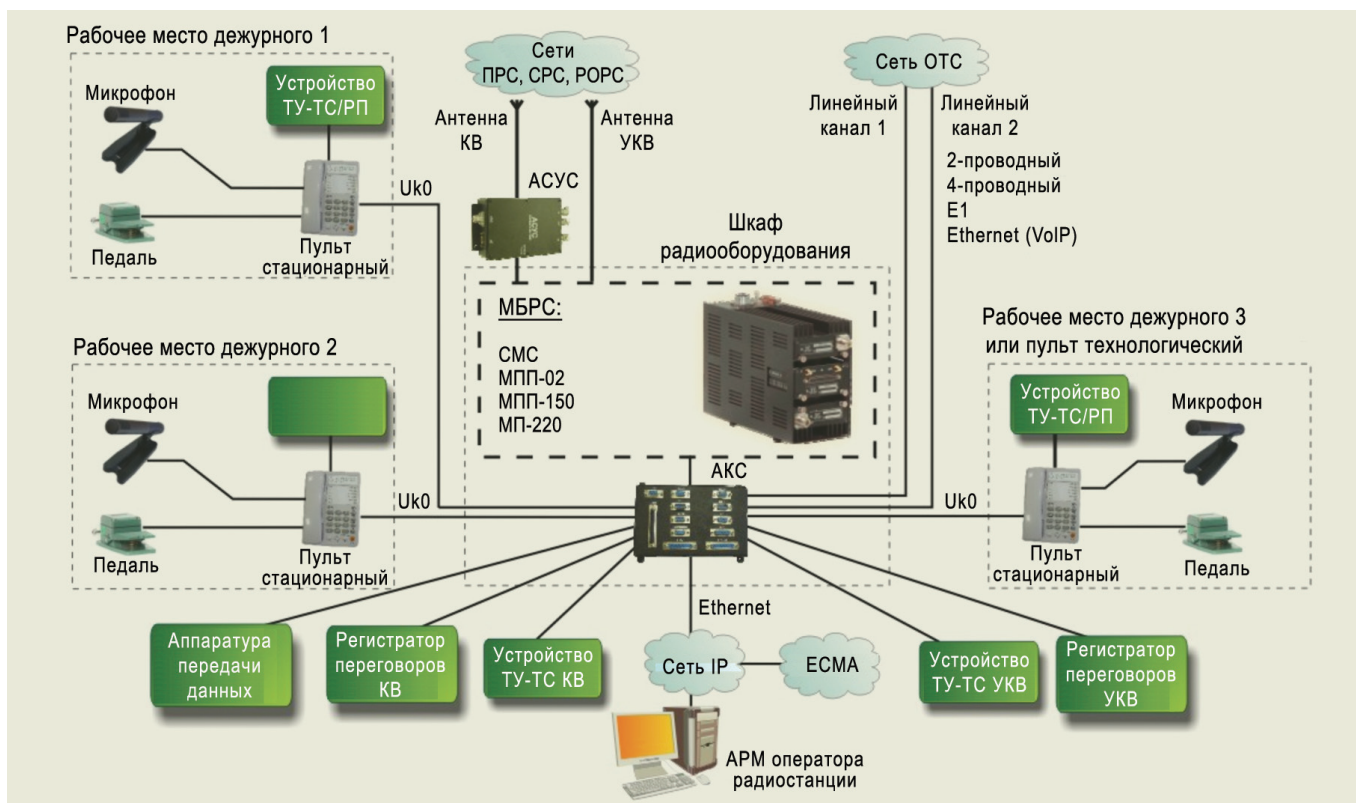 Рабочее место дежурного 1
Микрофон
Устройство
ТУ-ТС/РП
Педаль
Пульт
стационарный
Uk0
Сети
ПРС, СРС, РОРС
Антенна
КВ
Антенна
УКВ
АСУС
Сеть ОТС
Линейный
канал 1
Линейный
канал 2
2-проводный
4-проводный
Е1
Ethernet (VoIP)
Шкаф
радиооборудования
МБРС:
СМС
МПП-02
МПП-150
МП-220
АКС
Рабочее место дежурного 2
Микрофон
Педаль
Пульт
стационарный
Uk0
Рабочее место дежурного 3
или пульт технологический
Устройство
ТУ-ТС/РП
Микрофон
Uk0
Пульт
стационарный
Педаль
Аппаратура
передачи
данных
Регистратор
переговоров
КВ
Устройство
ТУ-ТС КВ
Ethernet
Сеть IP
ЕСМА
АРМ оператора
радиостанции
Устройство
ТУ-ТС УКВ
Регистратор
переговоров
УКВ